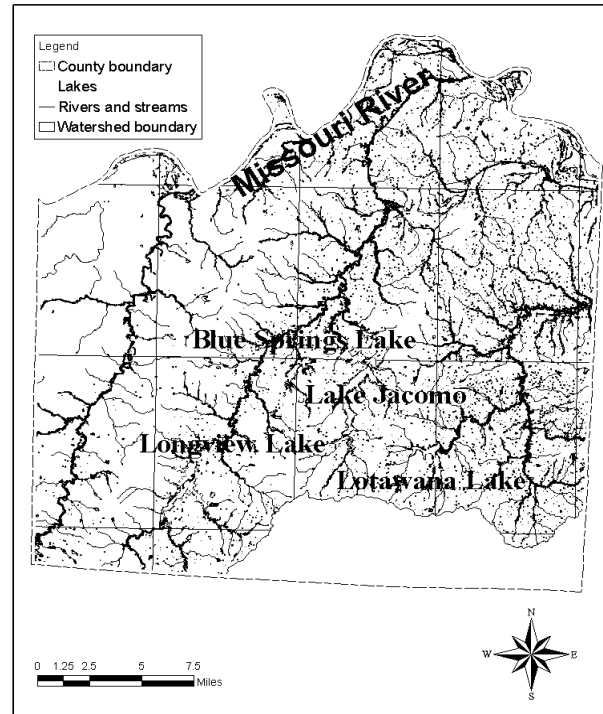 Legend
County boundary
Lakes
Rivers and streams
Watershed boundary
Missouri River
Blue Springs Lake
Lake Jacomo
Longview Lake
Lotawana Lake
N
W E
S
0 1.25 2.5 5 7.5
Miles